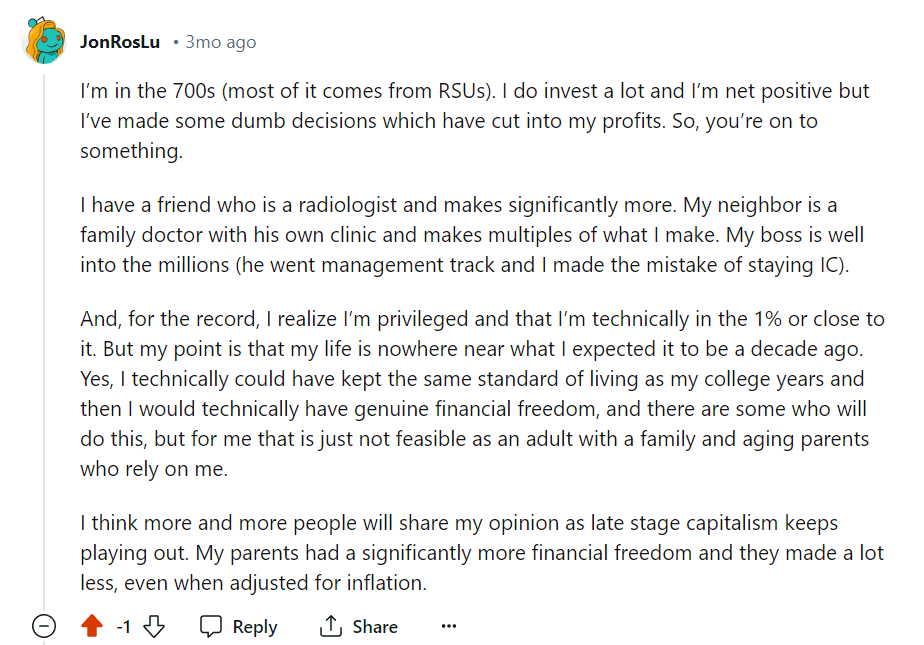 JonRosLu • 3mo ago
I’m in the 700s (most of it comes from RSUs). I do invest a lot and I’m net positive but
I’ve made some dumb decisions which have cut into my profits. So, you’re on to
something.
I have a friend who is a radiologist and makes significantly more. My neighbor is a
family doctor with his own clinic and makes multiples of what I make. My boss is well
into the millions (he went management track and I made the mistake of staying IC).
And, for the record, I realize I’m privileged and that I’m technically in the 1% or close to
it. But my point is that my life is nowhere near what I expected it to be a decade ago.
Yes, I technically could have kept the same standard of living as my college years and
then I would technically have genuine financial freedom, and there are some who will
do this, but for me that is just not feasible as an adult with a family and aging parents
who rely on me.
I think more and more people will share my opinion as late stage capitalism keeps
playing out. My parents had a significantly more financial freedom and they made a lot
less, even when adjusted for inflation.
-1 Reply Share ...